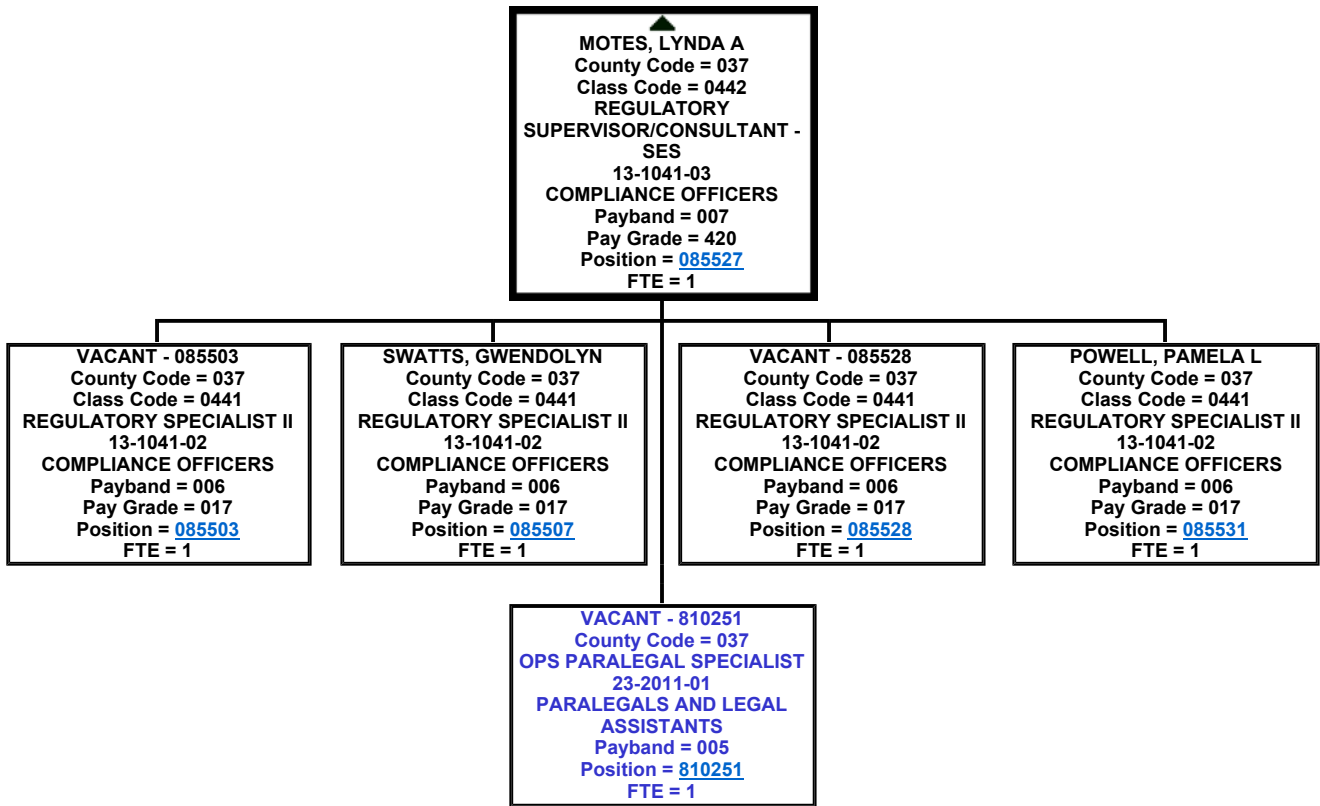 MOTES, LYNDA A
County Code = 037
Class Code = 0442
REGULATORY
SUPERVISOR/CONSULTANT -
SES
13-1041-03
COMPLIANCE OFFICERS
Payband = 007
Pay Grade = 420
Position = 085527
FTE = 1
VACANT - 085503
County Code = 037
Class Code = 0441
REGULATORY SPECIALIST II
13-1041-02
COMPLIANCE OFFICERS
Payband = 006
Pay Grade = 017
Position = 085503
FTE = 1
SWATTS, GWENDOLYN
County Code = 037
Class Code = 0441
REGULATORY SPECIALIST II
13-1041-02
COMPLIANCE OFFICERS
Payband = 006
Pay Grade = 017
Position = 085507
FTE = 1
VACANT - 085528
County Code = 037
Class Code = 0441
REGULATORY SPECIALIST II
13-1041-02
COMPLIANCE OFFICERS
Payband = 006
Pay Grade = 017
Position = 085528
FTE = 1
POWELL, PAMELA L
County Code = 037
Class Code = 0441
REGULATORY SPECIALIST II
13-1041-02
COMPLIANCE OFFICERS
Payband = 006
Pay Grade = 017
Position = 085531
FTE = 1
VACANT - 810251
County Code = 037
OPS PARALEGAL SPECIALIST
23-2011-01
PARALEGALS AND LEGAL
ASSISTANTS
Payband = 005
Position = 810251
FTE = 1